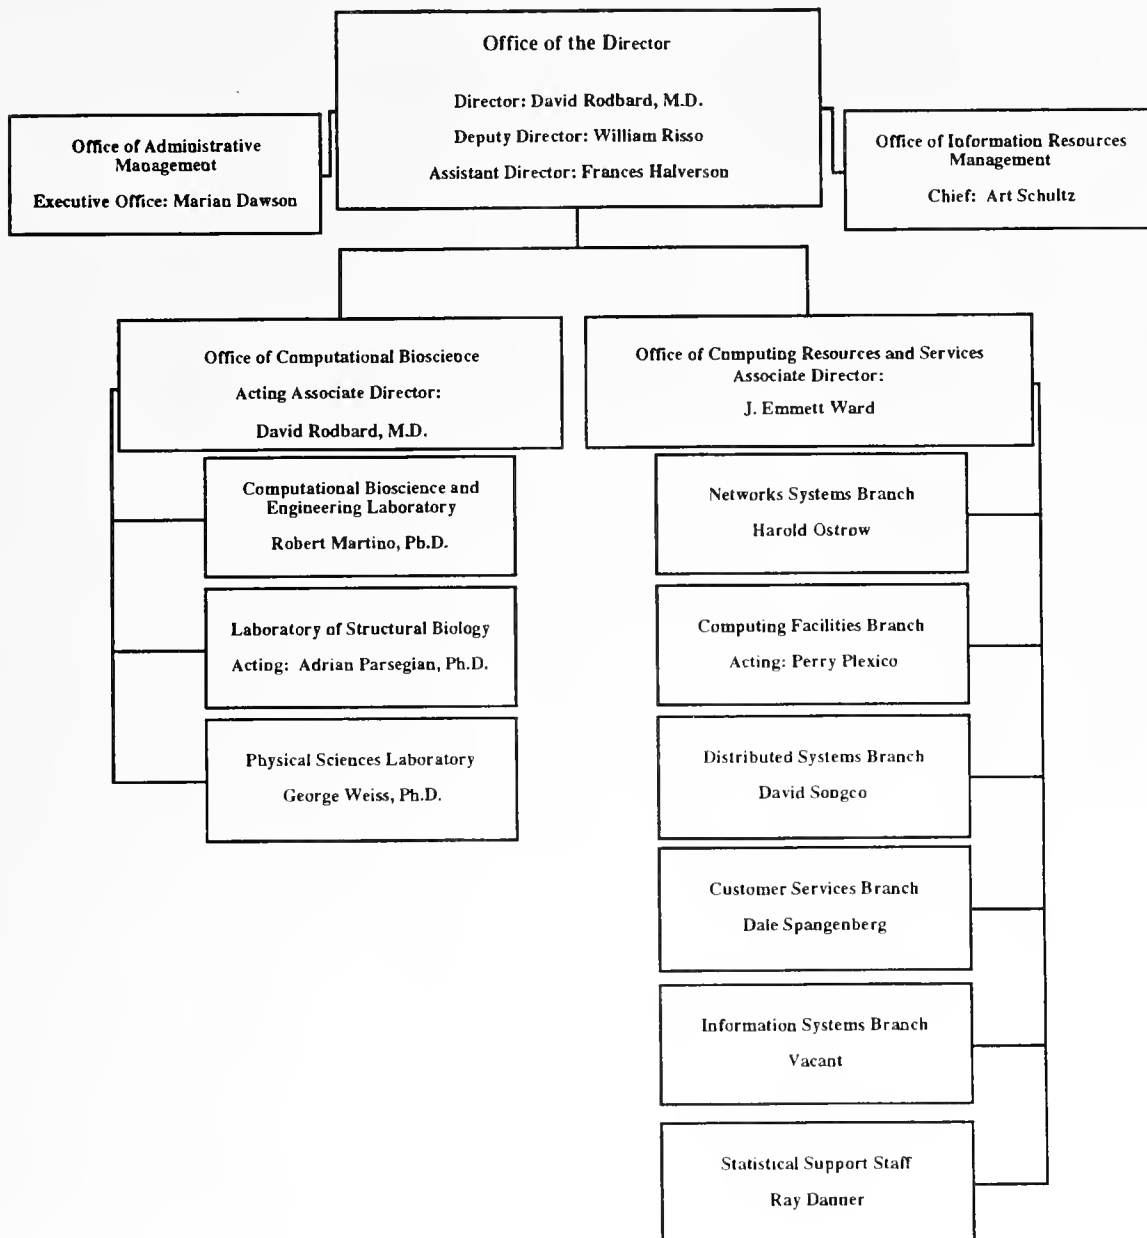 Office of the Director
Director: David Rodbard, M.D.
Deputy Director: William Risso
Assistant Director: Frances Halverson
Office of Administrative
Management
Executive Office: Marian Dawson
Office of Information Resources
Management
Chief: Art Schultz
Office of Computational Bioscience
Acting Associate Director:
David Rodbard, M.D.
Computational Bioscience and
Engineering Laboratory
Robert Martino, Ph.D.
Laboratory of Structural Biology
Acting: Adrian Parsegian, Ph.D.
Physical Sciences Laboratory
George Weiss, Ph.D.
Office of Computing Resources and Services
Associate Director:
J. Emmett Ward
Networks Systems Branch
Harold Ostrow
Computing Facilities Branch
Acting: Perry Plexico
Distributed Systems Branch
David Songco
Customer Services Branch
Dale Spangenberg
Information Systems Branch
Vacant
Statistical Support Staff
Ray Danner